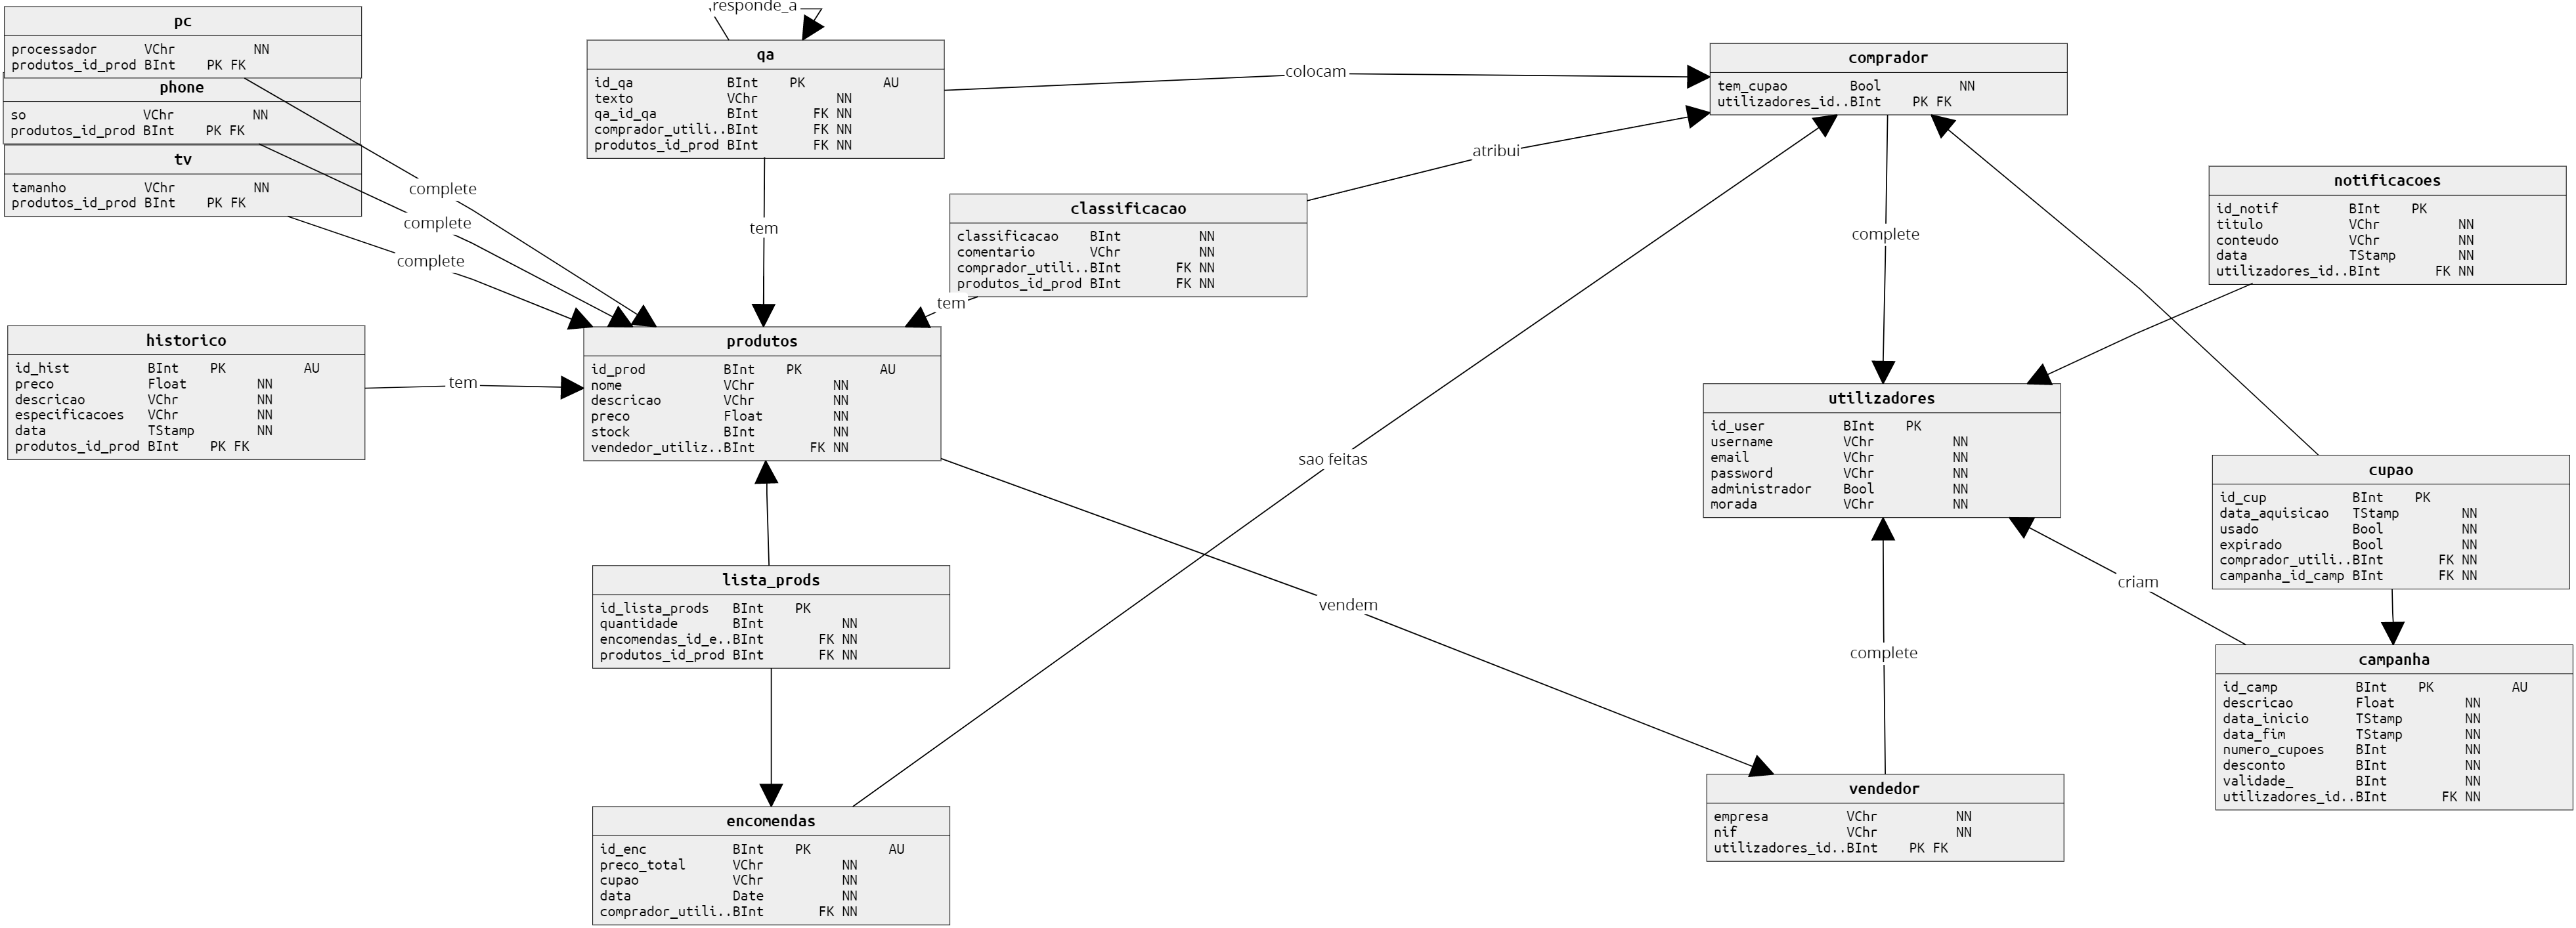 responde_a
pc
processador VChr NN
produtos_id_prod BInt PK FK
phone
so VChr NN
produtos_id_prod BInt PK FK
tv
tamanho VChr NN
produtos_id_prod BInt PK FK
qa
id_qa BInt PK AU
texto VChr NN
qa_id_qa BInt FK NN
comprador_utili..BInt FK NN
produtos_id_prod BInt FK NN
colocam
comprador
tem_cupao Bool NN
utilizadores_id..BInt PK FK
atribui
complete
complete
complete
tem
classificacao
classificacao BInt NN
comentario VChr NN
comprador_utili..BInt FK NN
produtos_id_prod BInt FK NN
tem
complete
notificacoes
id_notif BInt PK
titulo VChr NN
conteudo VChr NN
data TStamp NN
utilizadores_id..BInt FK NN
historico
id_hist BInt PK AU
preco Float NN
descricao VChr NN
especificacoes VChr NN
data TStamp NN
produtos_id_prod BInt PK FK
tem
produtos
id_prod BInt PK AU
nome VChr NN
descricao VChr NN
preco Float NN
stock BInt NN
vendedor_utiliz..BInt FK NN
utilizadores
id_user BInt PK
username VChr NN
email VChr NN
password VChr NN
administrador Bool NN
morada VChr NN
sao feitas
cupao
id_cup BInt PK
data_aquisicao TStamp NN
usado Bool NN
expirado Bool NN
comprador_utili..BInt FK NN
campanha_id_camp BInt FK NN
criam
lista_prods
id_lista_prods BInt PK
quantidade BInt NN
encomendas_id_e..BInt FK NN
produtos_id_prod BInt FK NN
vendem
complete
campanha
id_camp BInt PK AU
descricao Float NN
data_inicio TStamp NN
data_fim TStamp NN
numero_cupoes BInt NN
desconto BInt NN
validade_ BInt NN
utilizadores_id..BInt FK NN
encomendas
id_enc BInt PK AU
preco_total VChr NN
cupao VChr NN
data Date NN
comprador_utili..BInt FK NN
vendedor
empresa VChr NN
nif VChr NN
utilizadores_id..BInt PK FK